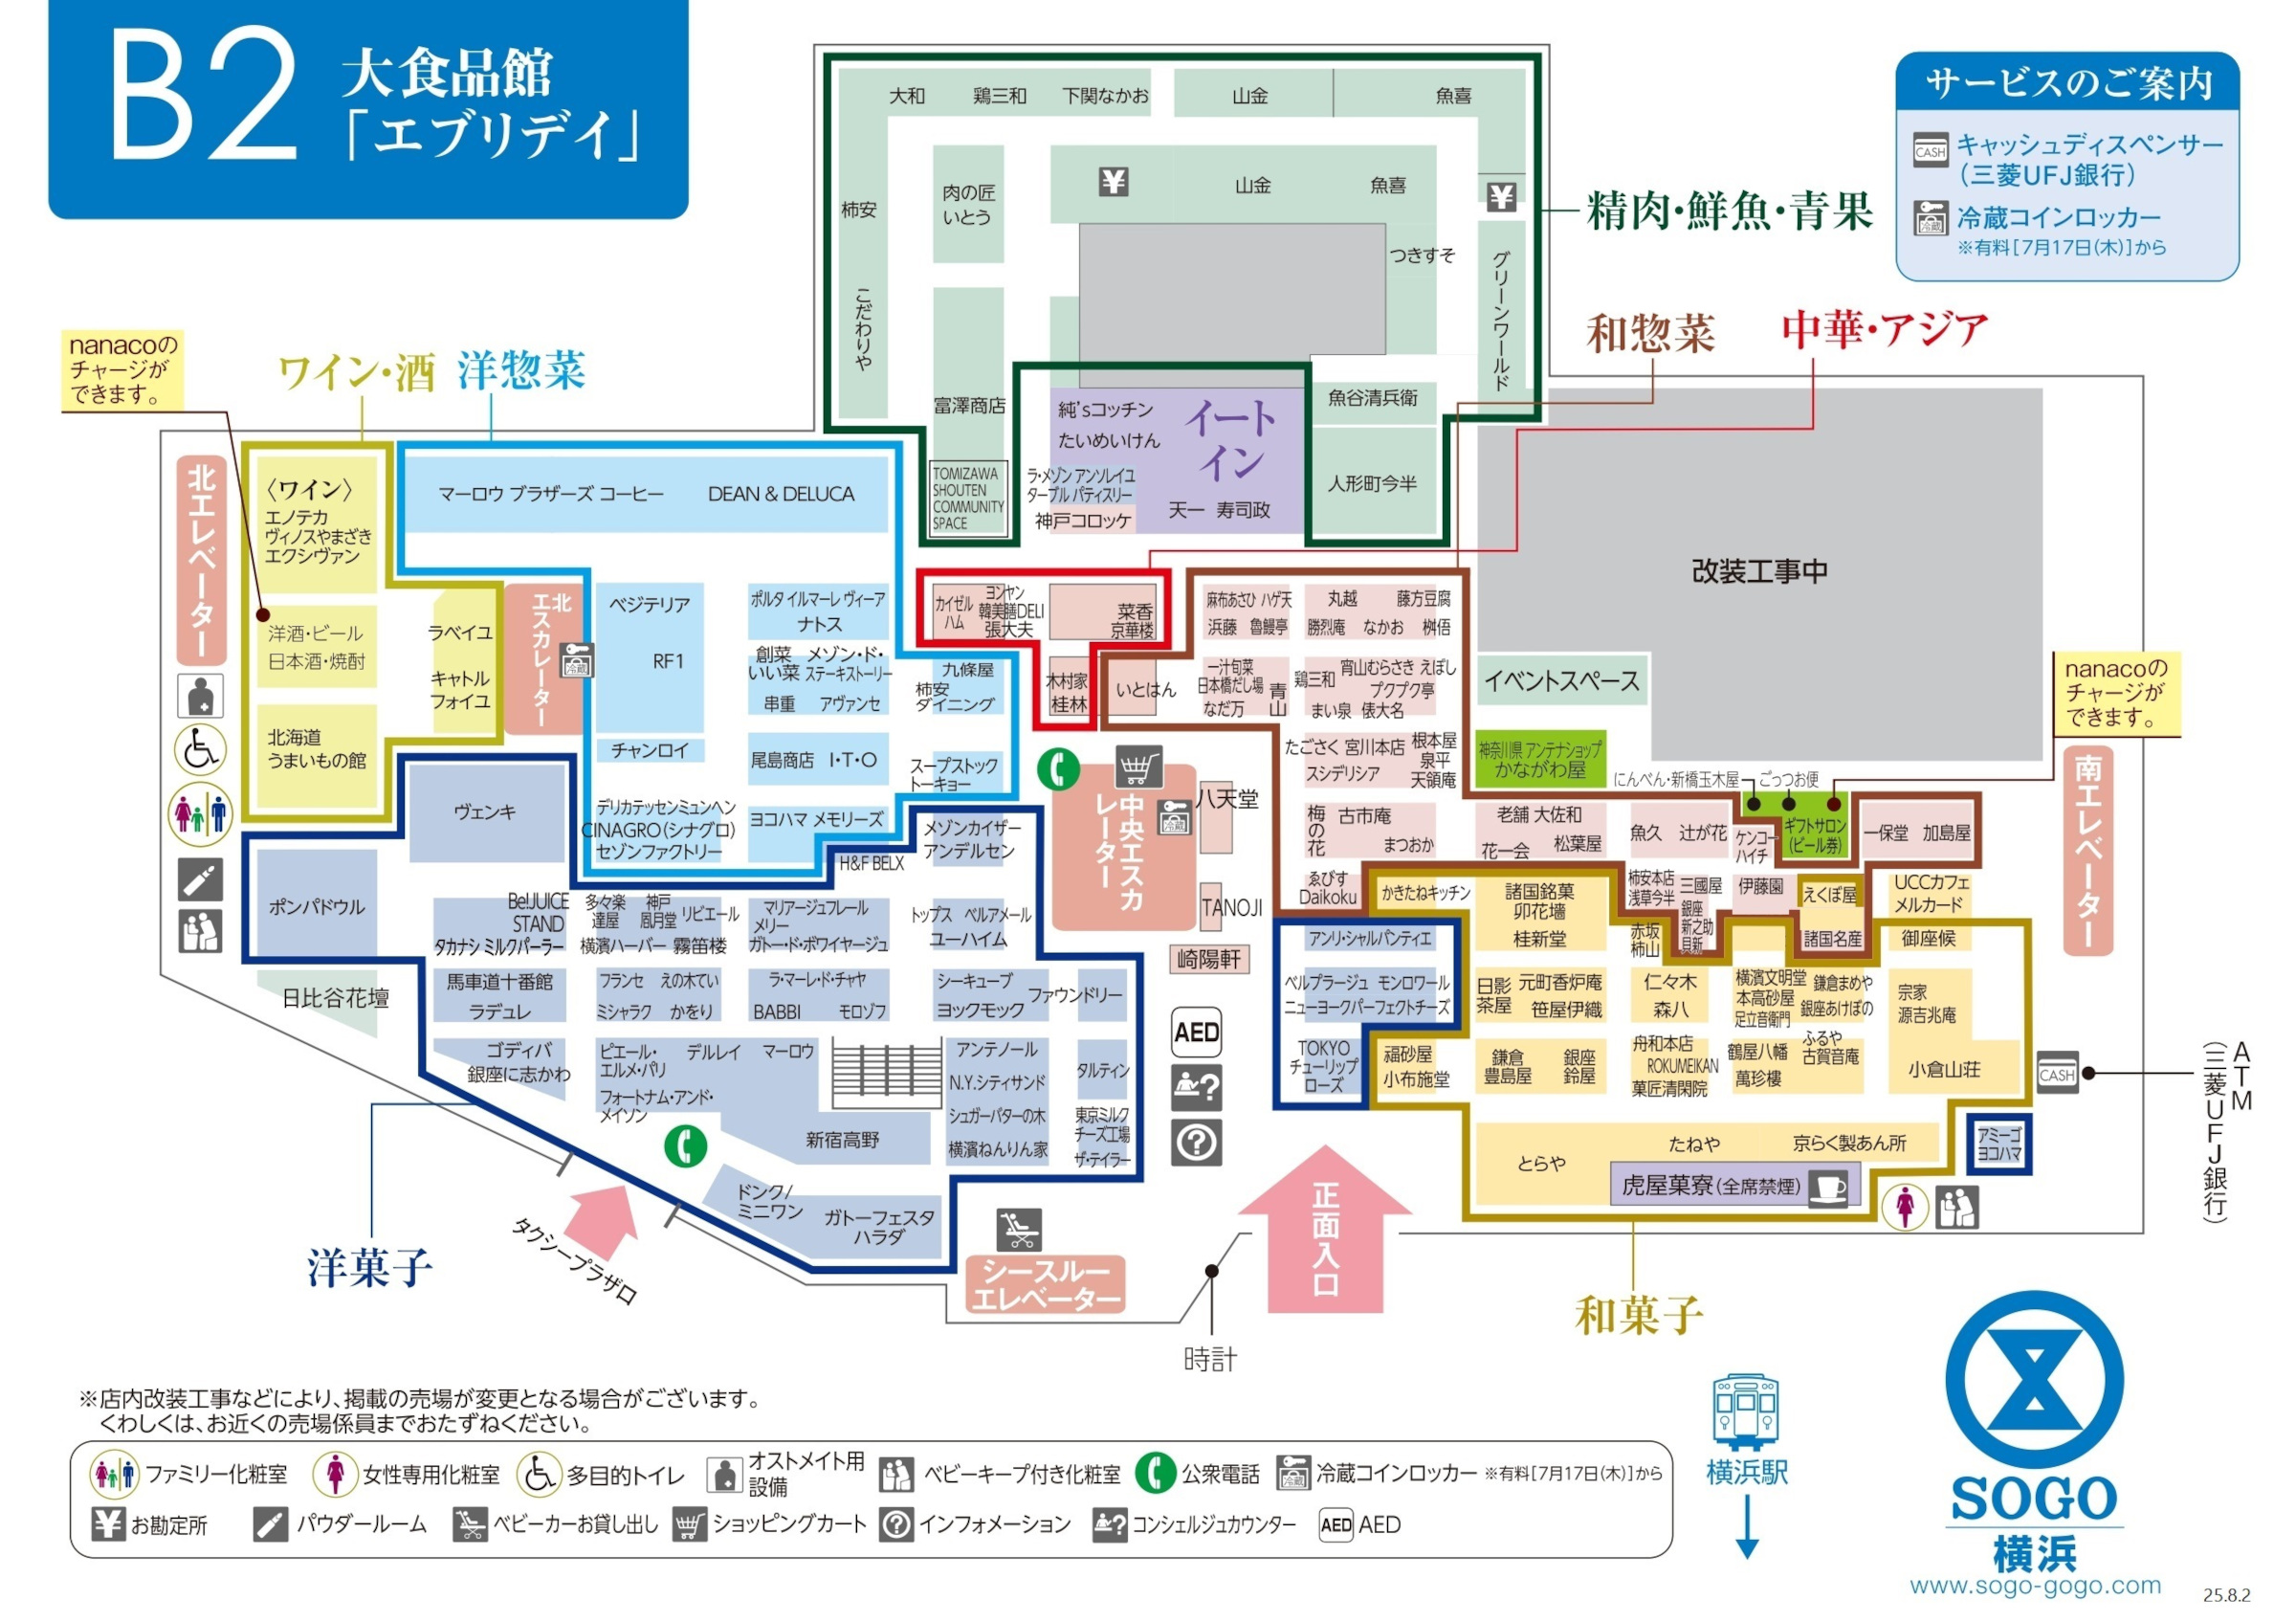 B2
大食品館
「エブリデイ」
サービスのご案内
CASH
キャッシュディスペンサー
(三菱UFJ銀行)
冷蔵
冷蔵コインロッカー
※有料[7月17日(木)]から
大和
鶏三和
下関なかお
山金
魚喜
柿安
肉の匠
いとう
¥
山金
魚喜
¥
つきすそ
グリーンワールド
こだわりや
富澤商店
TOMIZAWA
SHOUTEN
COMMUNITY
SPACE
魚谷清兵衛
人形町今半
精肉・鮮魚・青果
和惣菜
中華・アジア
純'sコッチン
たいめいけん
イート
イン
ラ・メゾン アンソレイユ
ターブル パティスリー
神戸コロッケ
天一 寿司政
nanacoの
チャージが
できます。
ワイン・酒
洋惣菜
北エレベーター
〈ワイン〉
エノテカ
ヴィノスやまざき
エクシヴァン
洋酒・ビール
日本酒・焼酎
北海道
うまいもの館
ラベイユ
キャトル
フォイユ
北
エスカレーター
冷蔵
マーロウ ブラザーズ コーヒー
DEAN & DELUCA
ベジテリア
RF1
チャンロイ
デリカテッセンミュンヘン
CINAGRO(シナグロ)
セゾンファクトリー
ポルタ イルマーレ ヴィーア
ナトス
創菜
いい菜
メゾン・ド・
ステーキストーリー
串重
アヴァンセ
尾島商店 I・T・O
ヨコハマ メモリーズ
九條屋
柿安
ダイニング
スープストック
トーキョー
カイゼル
ハム
ヨンヤン
韓美膳DELI
張大夫
菜香
京華楼
木村家
桂林
いとはん
麻布あさひ ハゲ天
浜藤 魯鰻亭
丸越
藤方豆腐
勝烈庵 なかお 桝俉
一汁旬菜
日本橋だし場
なだ万
青山
鶏三和
宵山むらさき えぼし
プクプク亭
まい泉 俵大名
たごさく 宮川本店
スシデリシア
根本屋
泉平
天領庵
梅の花
古市庵
まつおか
ゑびす
Daikoku
改装工事中
イベントスペース
神奈川県 アンテナショップ
かながわ屋
にんべん・新橋玉木屋
ごっつお便
nanacoの
チャージが
できます。
南エレベーター
老舗 大佐和
花一会
松葉屋
魚久 辻が花
ケンコー
ハイチ
ギフトサロン
(ビール券)
一保堂 加島屋
柿安本店
浅草今半
三國屋
銀座
新之助
貝新
伊藤園
えくぼ屋
諸国名産
赤坂
柿山
UCCカフェ
メルカード
御座候
宗家
源吉兆庵
小倉山荘
かきたねキッチン
諸国銘菓
卯花墻
桂新堂
日影
茶屋
元町香炉庵
笹屋伊織
仁々木
森八
横濱文明堂
本高砂屋
足立音衛門
鎌倉まめや
銀座あけぼの
福砂屋
小布施堂
鎌倉
豊島屋
銀座
鈴屋
舟和本店
ROKUMEIKAN
菓匠清閑院
鶴屋八幡
萬珍樓
ふるや
古賀音庵
とらや
たねや
京らく製あん所
虎屋菓寮(全席禁煙)
アミーゴ
ヨコハマ
CASH
ATM
(三菱UFJ銀行)
アンリ・シャルパンティエ
ベルプラージュ モンロワール
ニューヨークパーフェクトチーズ
TOKYO
チューリップ
ローズ
中央エスカレーター
冷蔵
八天堂
TANOJI
崎陽軒
AED
ヴェンキ
ポンパドウル
日比谷花壇
Be!JUICE
STAND
タカナシ ミルクパーラー
多々楽
達屋
神戸
風月堂
リビエール
横濱ハーバー 霧笛楼
マリアージュフレール
メリー
ガトー・ド・ボワイヤージュ
H&F BELX
メゾンカイザー
アンデルセン
トップス ベルアメール
ユーハイム
馬車道十番館
ラデュレ
フランセ えの木てい
ミシャラク かをり
ラ・マーレ・ド・チャヤ
BABBI
モロゾフ
シーキューブ
ヨックモック
ファウンドリー
ゴディバ
銀座に志かわ
ピエール・
エルメ・パリ
デルレイ
マーロウ
フォートナム・アンド・
メイソン
新宿高野
アンテノール
N.Y.シティサンド
シュガーバターの木
横濱ねんりん家
タルティン
東京ミルク
チーズ工場
ザ・テイラー
ドンク/
ミニワン
ガトーフェスタ
ハラダ
タクシープラザ口
洋菓子
シースルー
エレベーター
正面入口
時計
和菓子
横浜駅
SOGO
横浜
www.sogo-gogo.com
25.8.2
※店内改装工事などにより、掲載の売場が変更となる場合がございます。
くわしくは、お近くの売場係員までおたずねください。
ファミリー化粧室
女性専用化粧室
多目的トイレ
オストメイト用
設備
ベビーキープ付き化粧室
公衆電話
冷蔵
冷蔵コインロッカー ※有料[7月17日(木)]から
¥ お勘定所
パウダールーム
ベビーカーお貸し出し
ショッピングカート
? インフォメーション
? コンシェルジュカウンター
AED AED